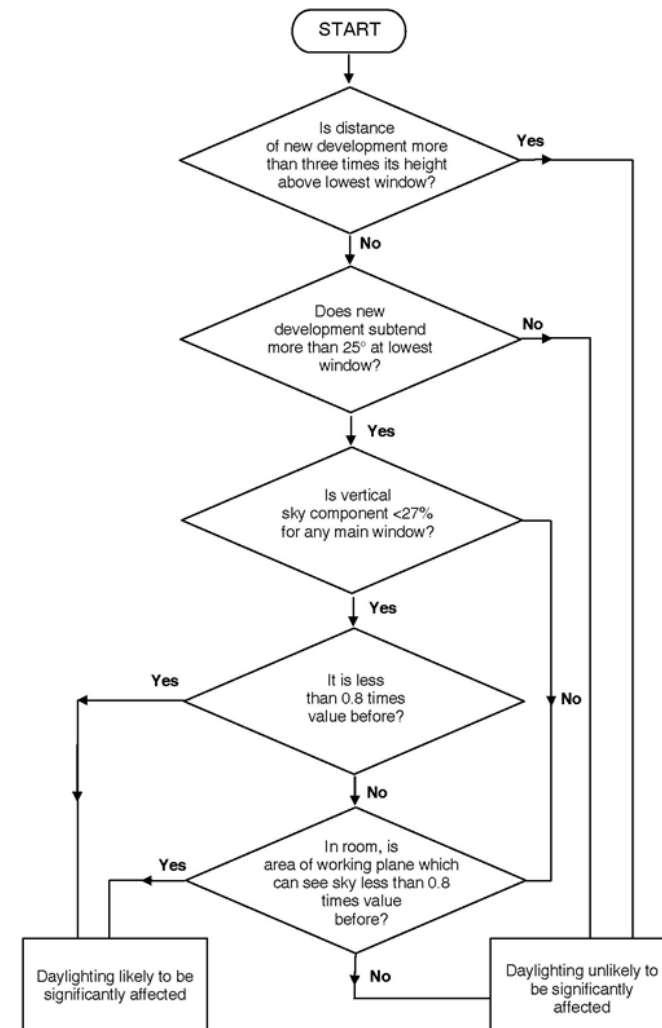 START
Is distance
of new development more
than three times its height
above lowest window?
Yes
No
Does new
development subtend
more than 25° at lowest
window?
No
Yes
Is vertical
sky component <27%
for any main window?
Yes
No
It is less
than 0.8 times
value before?
Yes
No
In room, is
area of working plane which
can see sky less than 0.8
times value
before?
Yes
No
Daylighting likely to be
significantly affected
Daylighting unlikely to
be significantly
affected